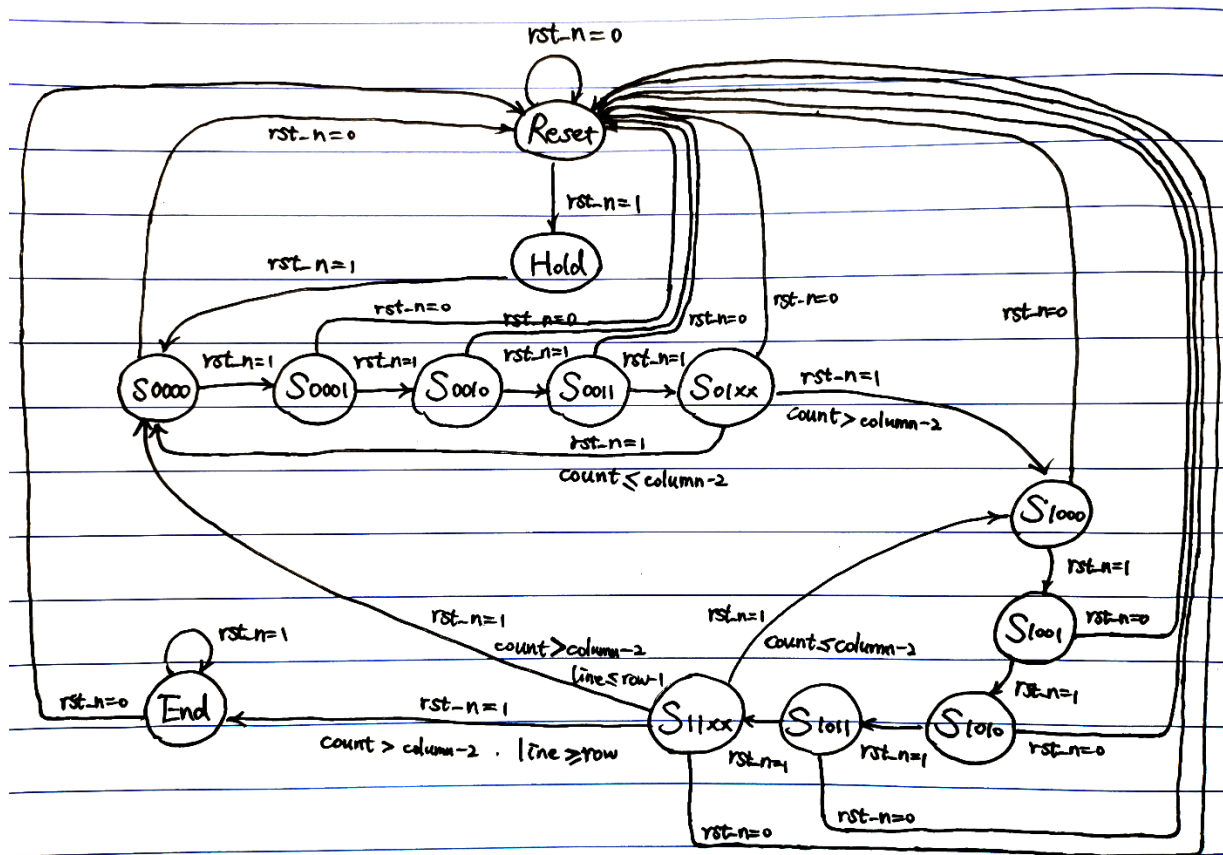 rst_n=0
Reset
rst_n=0
rst_n=1
Hold
rst_n=1
rst_n=0
rst_n=0
rst_n=0
rst_n=0
rst_n=0
S0000
rst_n=1
S0001
rst_n=1
S0010
rst_n=1
S0011
rst_n=1
S01xx
rst_n=1
count>column-2
rst_n=1
count≤column-2
S1000
rst_n=1
S1001
rst_n=0
rst_n=1
rst_n=1
count>column-2
line≤row-1
rst_n=1
count≤column-2
rst_n=1
rst_n=0
End
rst_n=1
count>column-2 . line≥row
S11xx
rst_n=1
S1011
rst_n=1
S1010
rst_n=0
rst_n=0
rst_n=0